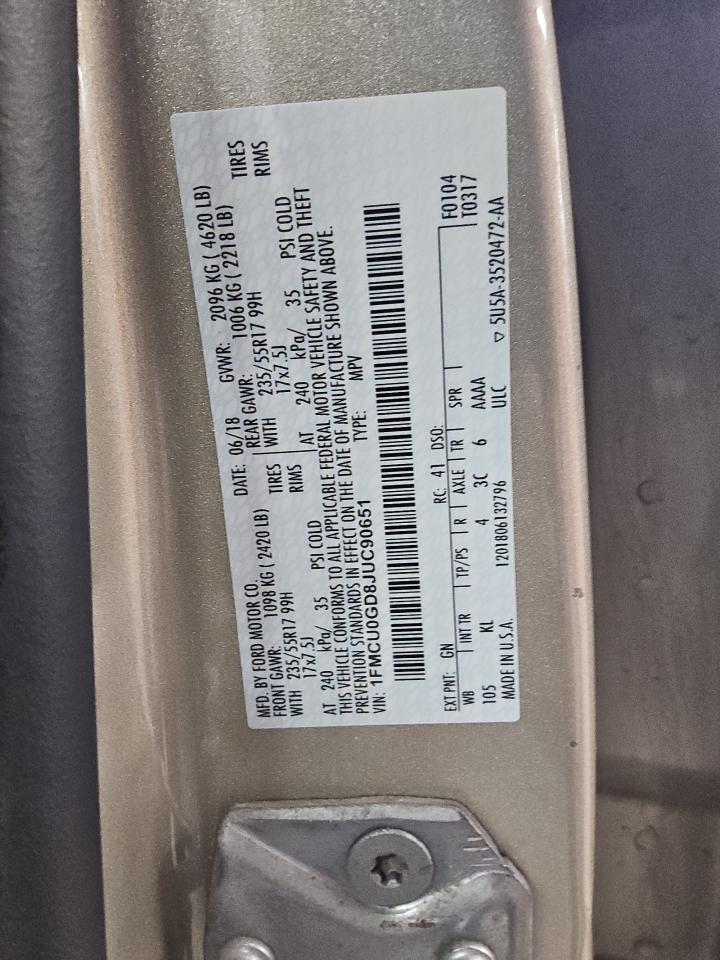 MFD. BY FORD MOTOR CO. DATE: 06/18 GVWR: 2096 KG ( 4620 LB)
FRONT GAWR: 1098 KG ( 2420 LB) REAR GAWR: 1006 KG ( 2218 LB)
WITH 235/55R17 99H TIRES WITH 235/55R17 99H TIRES
17x7.5J RIMS 17x7.5J RIMS
AT 240 kPa/ 35 PSI COLD AT 240 kPa/ 35 PSI COLD
THIS VEHICLE CONFORMS TO ALL APPLICABLE FEDERAL MOTOR VEHICLE SAFETY AND THEFT
PREVENTION STANDARDS IN EFFECT ON THE DATE OF MANUFACTURE SHOWN ABOVE.
VIN: 1FMCU0GD8JUC90651 TYPE: MPV
EXT PNT: GN RC: 41 DSO: F0104
WB INT TR TP/PS R AXLE TR SPR T0317
105 KL 4 3C 6 AAAA
MADE IN U.S.A. 1201806132796 ULC ▽ 5U5A-3520472-AA